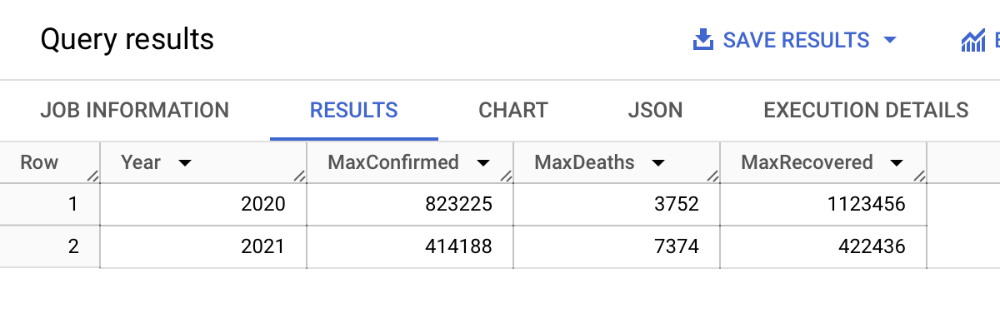 Query results
SAVE RESULTS
JOB INFORMATION RESULTS CHART JSON EXECUTION DETAILS
Row Year MaxConfirmed MaxDeaths MaxRecovered
1 2020 823225 3752 1123456
2 2021 414188 7374 422436